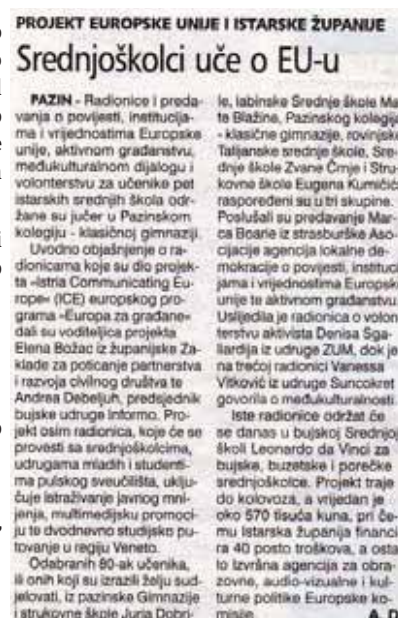 PROJEKT EUROPSKE UNIJE I ISTARSKE ŽUPANIJE
Srednjoškolci uče o EU-u
PAZIN - Radionice i preda-
vanja o povijesti, institucija-
ma i vrijednostima Europske
unije, aktivnom građanstvu,
međukulturalnom dijalogu i
volonterstvu za učenike pet
istarskih srednjih škola odr-
žane su jučer u Pazinskom
kolegiju - klasičnoj gimnaziji.
Uvodno objašnjenje o ra-
dionicama koje su dio projek-
ta »Istria Communicating Eu-
rope« (ICE) europskog pro-
grama »Europa za građane«
dali su voditeljica projekta
Elena Božac iz županijske Za-
klade za poticanje partnerstva
i razvoja civilnog društva te
Andrea Debeljuh, predsjednik
bujske udruge Informo. Pro-
jekt osim radionica, koje će se
provesti sa srednjoškolcima,
udrugama mladih i studenti-
ma pulskog sveučilišta, uklju-
čuje istraživanje javnog mni-
jenja, multimedijsku promoci-
ju te dvodnevno studijsko pu-
tovanje u regiju Veneto.
Odabranih 80-ak učenika,
ili onih koji su izrazili želju sud-
jelovati, iz pazinske Gimnazije
i strukovne škole Jurja Dobri-
le, labinske Srednje škole Ma
te Blažine, Pazinskog kolegija
- klasične gimnazije, rovinjske
Talijanske srednje škole, Sre-
dnje škole Zvane Črnje i Stru-
kovne škole Eugena Kumičić
raspoređeni su u tri skupine.
Poslušali su predavanje Mar-
ca Boaria iz strasburške Aso-
cijacije agencija lokalne de-
mokracije o povijesti, instituci
jama i vrijednostima Europsk
unije te aktivnom građanstvu
Uslijedila je radionica o volon
terstvu aktivista Denisa Sga-
liardija iz udruge ZUM, dok je
na trećoj radionici Vanessa
Vitković iz udruge Suncokret
govorila o međukulturalnosti
Iste radionice održat će
se danas u bujskoj Srednjoj
školi Leonardo da Vinci za
bujske, buzetske i porečke
srednjoškolce. Projekt traje
do kolovoza, a vrijedan je
oko 570 tisuća kuna, pri če-
mu Istarska županija financi
ra 40 posto troškova, a osta
lo Izvršna agencija za obra-
zovne, audio-vizualne i kul-
turne politike Europske ko-
misije. A. D